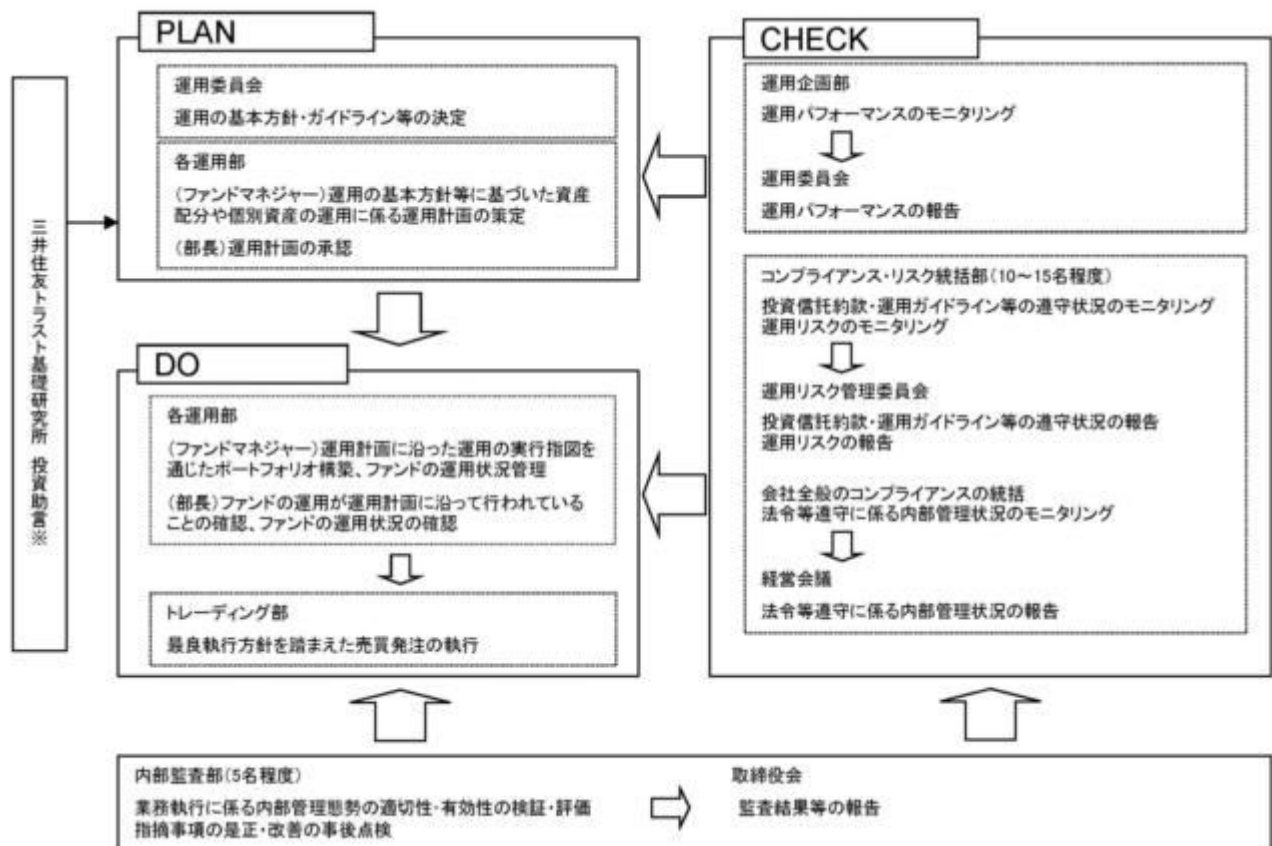 三井住友トラスト基礎研究所 投資助言※
PLAN
運用委員会
運用の基本方針・ガイドライン等の決定
各運用部
(ファンドマネジャー)運用の基本方針等に基づいた資産
配分や個別資産の運用に係る運用計画の策定
(部長)運用計画の承認
DO
各運用部
(ファンドマネジャー)運用計画に沿った運用の実行指図を
通じたポートフォリオ構築、ファンドの運用状況管理
(部長)ファンドの運用が運用計画に沿って行われている
ことの確認、ファンドの運用状況の確認
トレーディング部
最良執行方針を踏まえた売買発注の執行
CHECK
運用企画部
運用パフォーマンスのモニタリング
運用委員会
運用パフォーマンスの報告
コンプライアンス・リスク統括部(10~15名程度)
投資信託約款・運用ガイドライン等の遵守状況のモニタリング
運用リスクのモニタリング
運用リスク管理委員会
投資信託約款・運用ガイドライン等の遵守状況の報告
運用リスクの報告
会社全般のコンプライアンスの統括
法令等遵守に係る内部管理状況のモニタリング
経営会議
法令等遵守に係る内部管理状況の報告
内部監査部(5名程度)
業務執行に係る内部管理態勢の適切性・有効性の検証・評価
指摘事項の是正・改善の事後点検
取締役会
監査結果等の報告